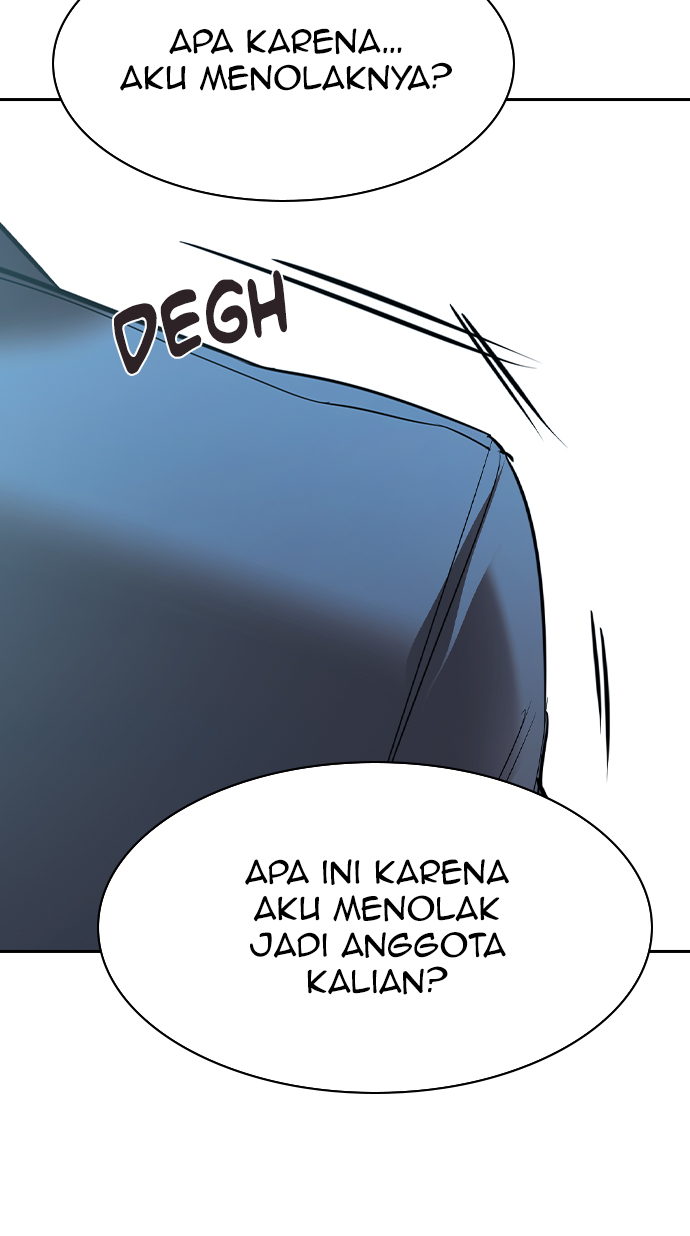 APA KARENA...
AKU MENOLAKNYA?
DEGH
APA INI KARENA
AKU MENOLAK
JADI ANGGOTA
KALIAN?